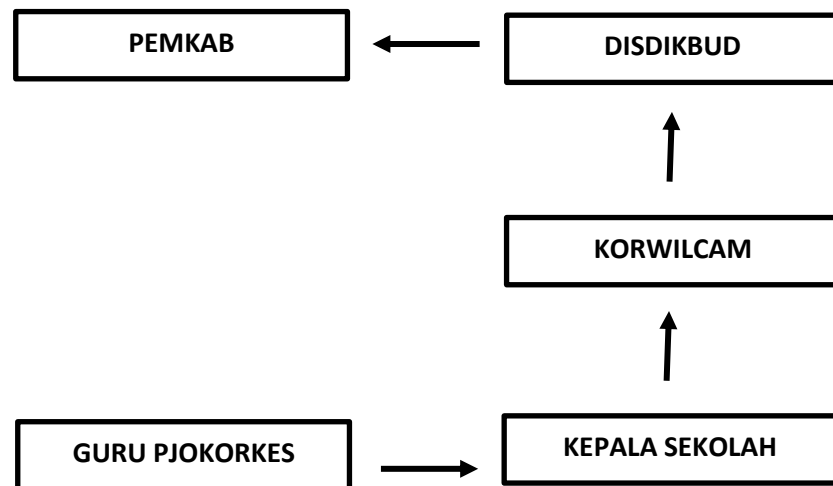 PEMKAB
DISDIKBUD
KORWILCAM
GURU PJOKORKES
KEPALA SEKOLAH